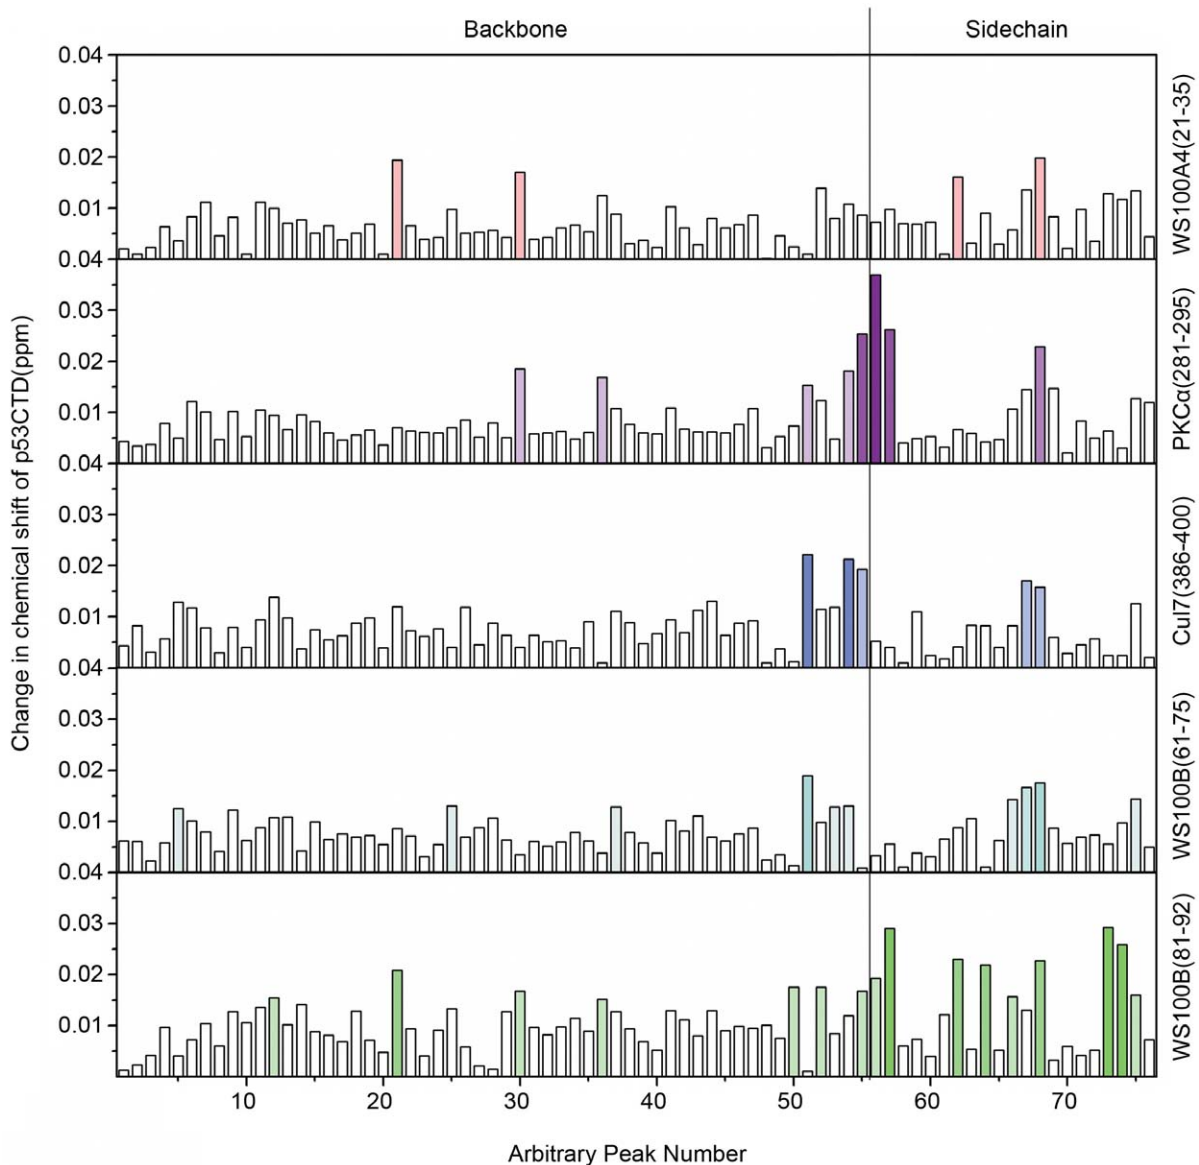 Backbone Sidechain
0.04
0.03
0.02
0.01
0.04
0.03
0.02
0.01
0.04
0.03
0.02
0.01
0.04
0.03
0.02
0.01
0.04
0.03
0.02
0.01
Change in chemical shift of p53CTD(ppm)
WS100A4(21-35)
PKCα(281-295)
Cul7(386-400)
WS100B(61-75)
WS100B(81-92)
10 20 30 40 50 60 70
Arbitrary Peak Number